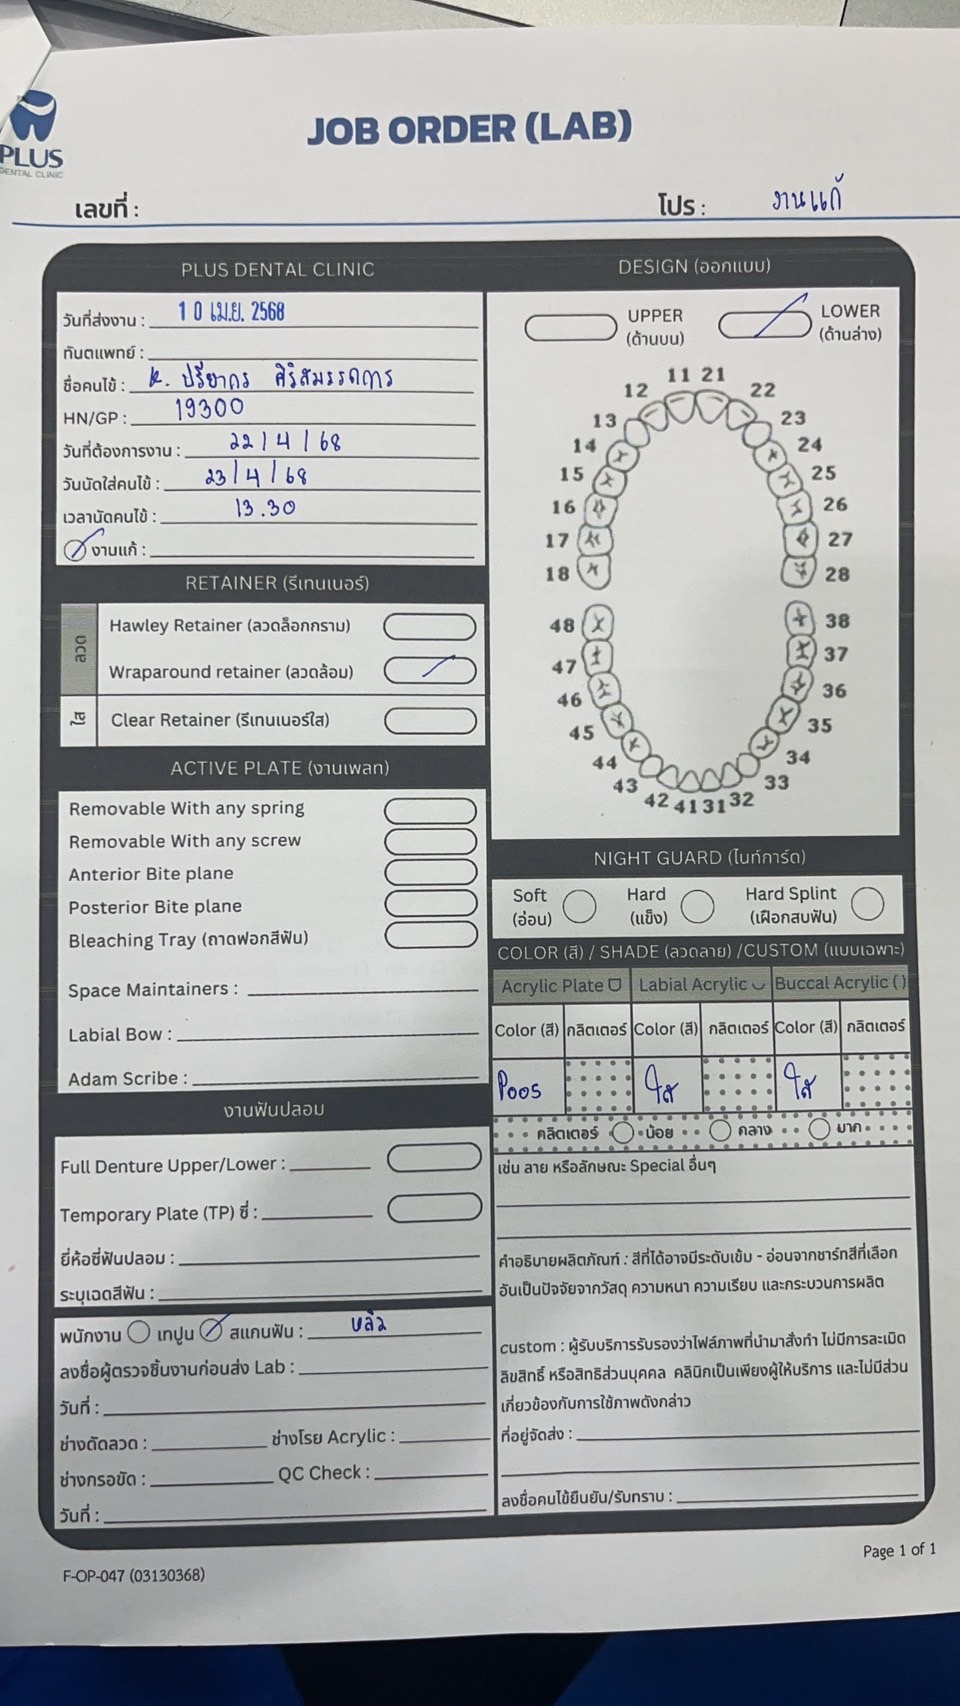 PLUS
DENTAL CLINIC
JOB ORDER (LAB)
เลขที่ :
โปร : งานแก้
PLUS DENTAL CLINIC
วันที่ส่งงาน : 10 เม.ย. 2568
ทันตแพทย์ :
ชื่อคนไข้ : K. ปรียากร
HN/GP : 19300
วันที่ต้องการงาน : 22/4/68
วันนัดใส่คนไข้ : 23/4/68
เวลานัดคนไข้ : 13.30
งานแก้ :
RETAINER (รีเทนเนอร์)
ลวด
Hawley Retainer (ลวดล็อกกราม)
Wraparound retainer (ลวดล้อม)
ใส
Clear Retainer (รีเทนเนอร์ใส)
ACTIVE PLATE (งานเพลท)
Removable With any spring
Removable With any screw
Anterior Bite plane
Posterior Bite plane
Bleaching Tray (ถาดฟอกสีฟัน)
Space Maintainers :
Labial Bow :
Adam Scribe :
งานฟันปลอม
Full Denture Upper/Lower :
Temporary Plate (TP) ซี่ :
ยี่ห้อซี่ฟันปลอม :
ระบุเฉดสีฟัน :
พนักงาน เทปูน สแกนฟัน : หลิว
ลงชื่อผู้ตรวจชิ้นงานก่อนส่ง Lab :
วันที่ :
ช่างดัดลวด : ช่างโรย Acrylic :
ช่างกรอขัด : QC Check :
วันที่ :
DESIGN (ออกแบบ)
UPPER
(ด้านบน)
LOWER
(ด้านล่าง)
11 21
12 22
13 23
14 24
15 25
16 26
17 27
18 28
48 38
47 37
46 36
45 35
44 34
43 33
42 41 31 32
NIGHT GUARD (ไนท์การ์ด)
Soft
(อ่อน)
Hard
(แข็ง)
Hard Splint
(เฝือกสบฟัน)
COLOR (สี) / SHADE (ลวดลาย) /CUSTOM (แบบเฉพาะ)
Acrylic Plate Labial Acrylic Buccal Acrylic ( )
Color (สี) กลิตเตอร์ Color (สี) กลิตเตอร์ Color (สี) กลิตเตอร์
P005 ใส ใส
กลิตเตอร์ น้อย กลาง มาก
เช่น ลาย หรือลักษณะ Special อื่นๆ
คำอธิบายผลิตภัณฑ์ : สีที่ได้อาจมีระดับเข้ม - อ่อนจากชาร์ทสีที่เลือก
อันเป็นปัจจัยจากวัสดุ ความหนา ความเรียบ และกระบวนการผลิต
custom : ผู้รับบริการรับรองว่าไฟล์ภาพที่นำมาสั่งทำ ไม่มีการละเมิด
ลิขสิทธิ์ หรือสิทธิส่วนบุคคล คลินิกเป็นเพียงผู้ให้บริการ และไม่มีส่วน
เกี่ยวข้องกับการใช้ภาพดังกล่าว
ที่อยู่จัดส่ง :
ลงชื่อคนไข้ยืนยัน/รับทราบ :
F-OP-047 (03130368)
Page 1 of 1